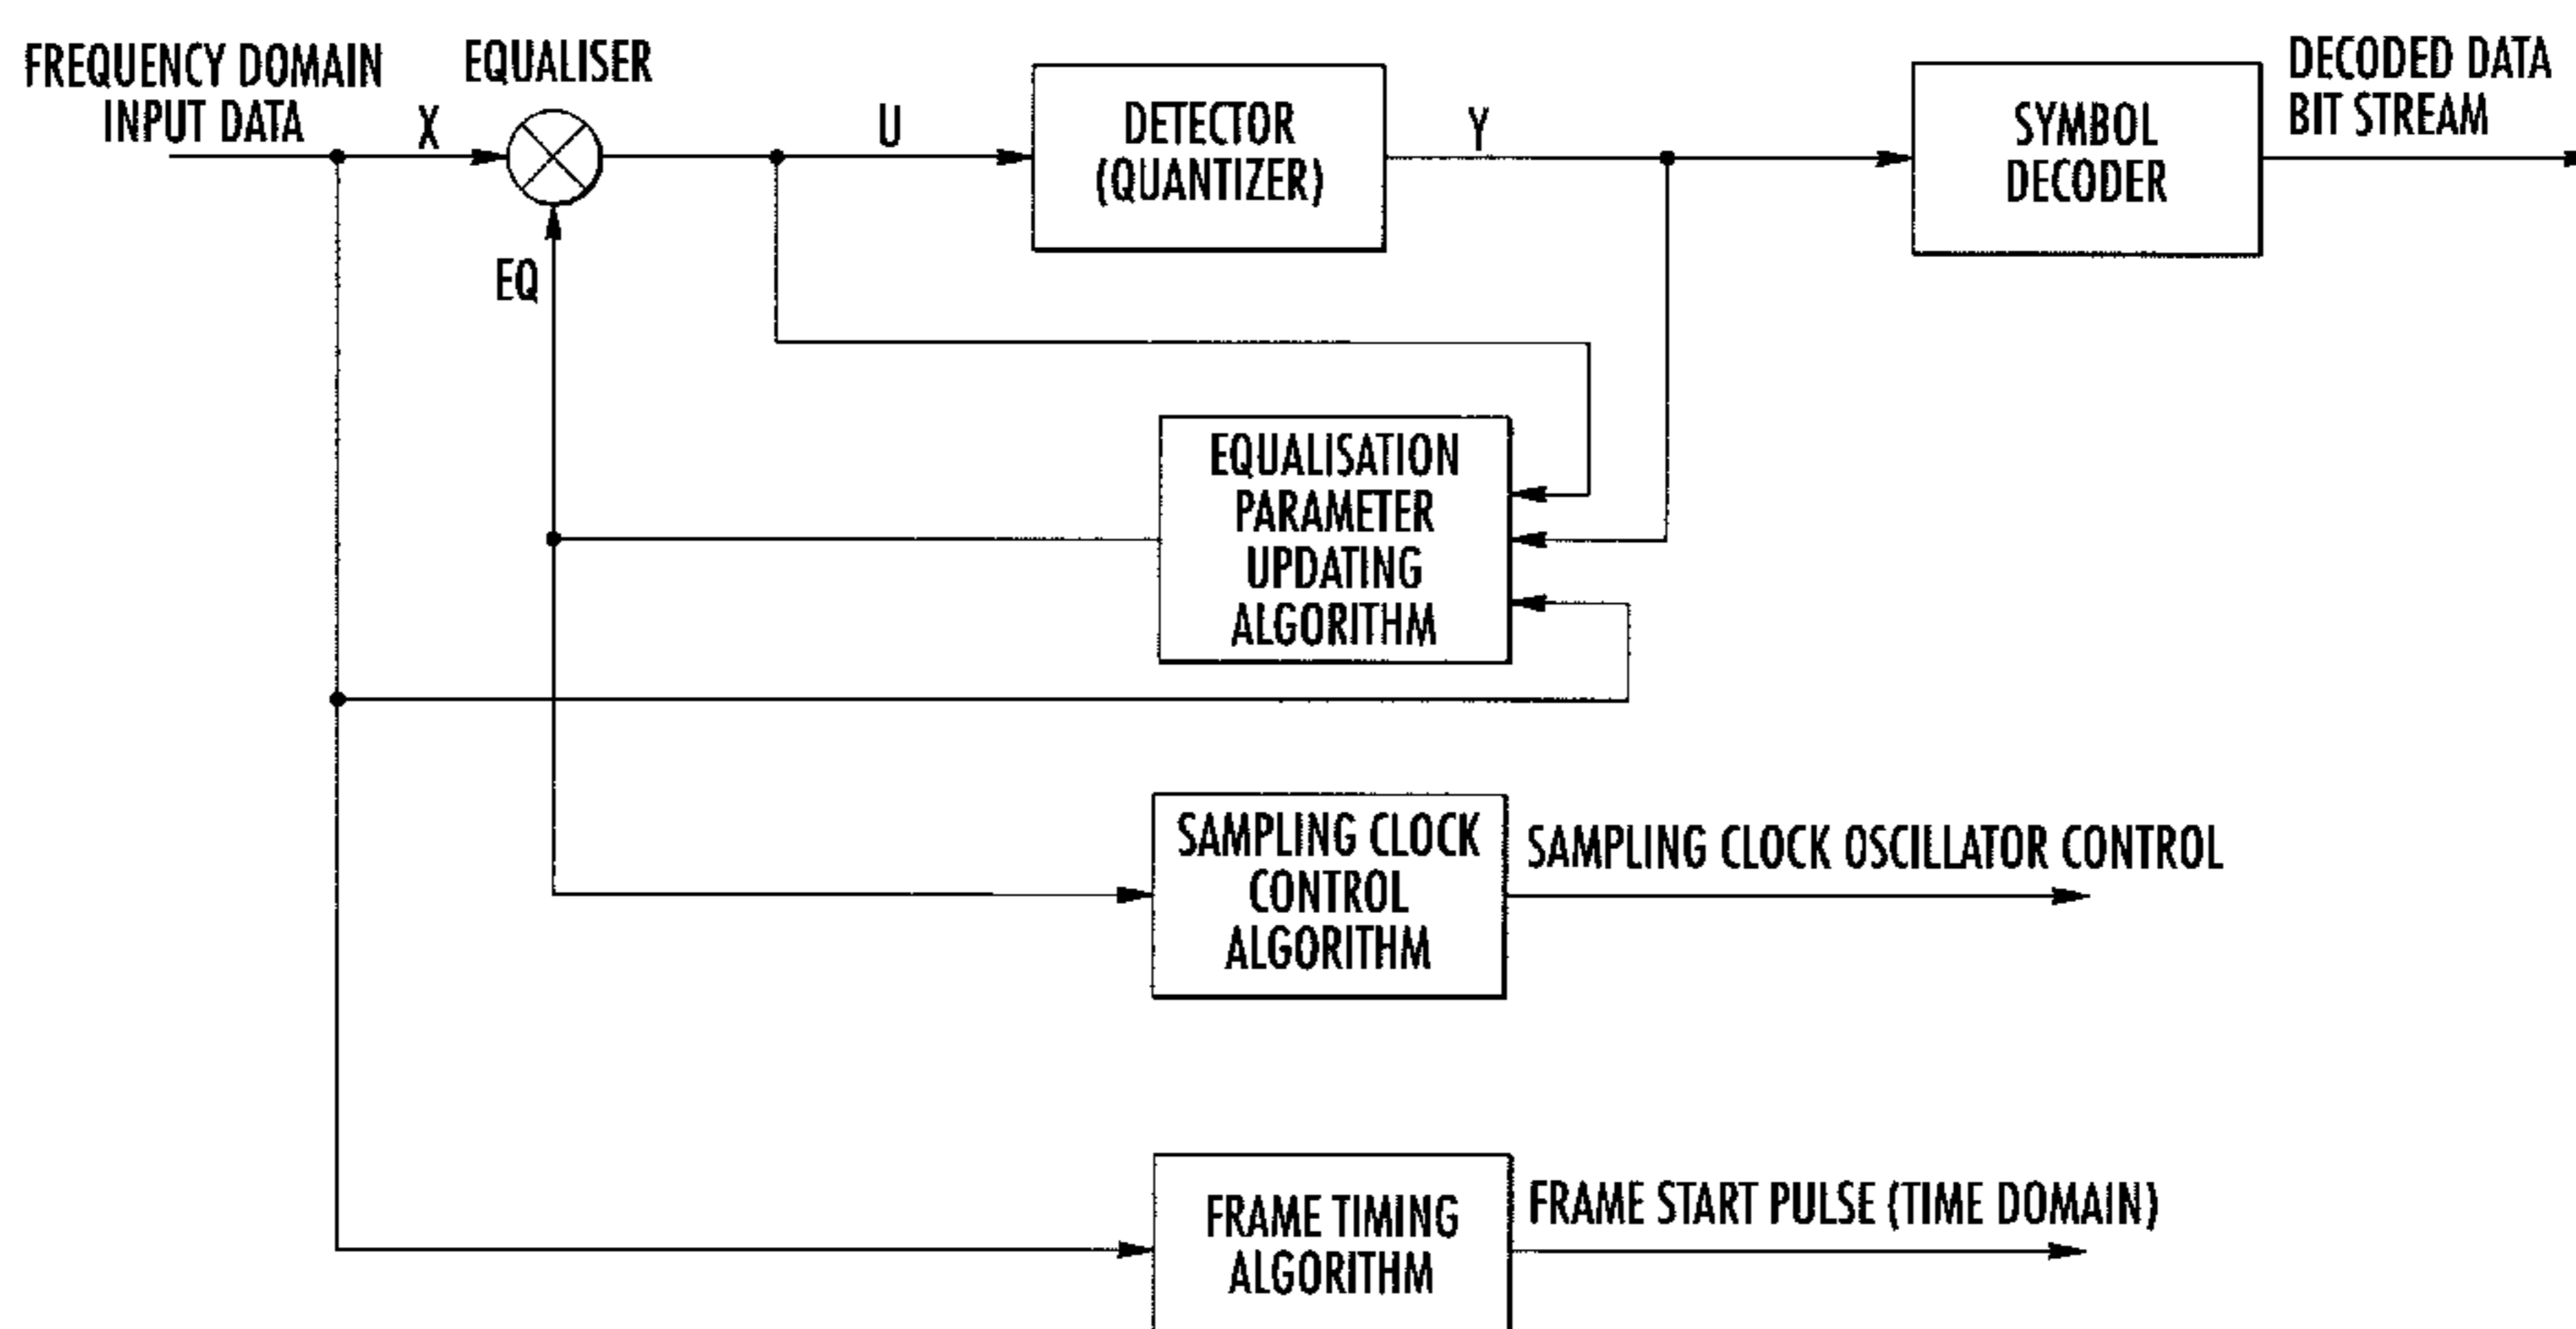 FREQUENCY DOMAIN
INPUT DATA
X
EQUALISER
EQ
U
DETECTOR
(QUANTIZER)
Y
SYMBOL
DECODER
DECODED DATA
BIT STREAM
EQUALISATION
PARAMETER
UPDATING
ALGORITHM
SAMPLING CLOCK
CONTROL
ALGORITHM
SAMPLING CLOCK OSCILLATOR CONTROL
FRAME TIMING
ALGORITHM
FRAME START PULSE (TIME DOMAIN)